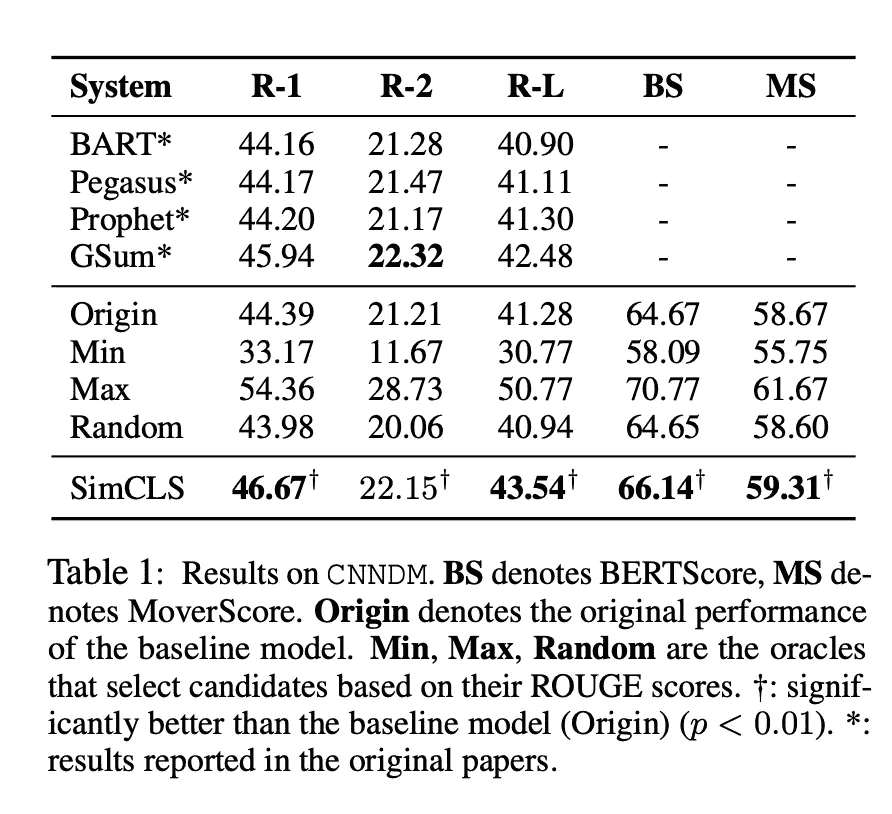 System R-1 R-2 R-L BS MS
BART* 44.16 21.28 40.90 - -
Pegasus* 44.17 21.47 41.11 - -
Prophet* 44.20 21.17 41.30 - -
GSum* 45.94 22.32 42.48 - -
Origin 44.39 21.21 41.28 64.67 58.67
Min 33.17 11.67 30.77 58.09 55.75
Max 54.36 28.73 50.77 70.77 61.67
Random 43.98 20.06 40.94 64.65 58.60
SimCLS 46.67† 22.15† 43.54† 66.14† 59.31†
Table 1: Results on CNNDM. BS denotes BERTScore, MS de-
notes MoverScore. Origin denotes the original performance
of the baseline model. Min, Max, Random are the oracles
that select candidates based on their ROUGE scores. †: signif-
icantly better than the baseline model (Origin) (p < 0.01). *:
results reported in the original papers.